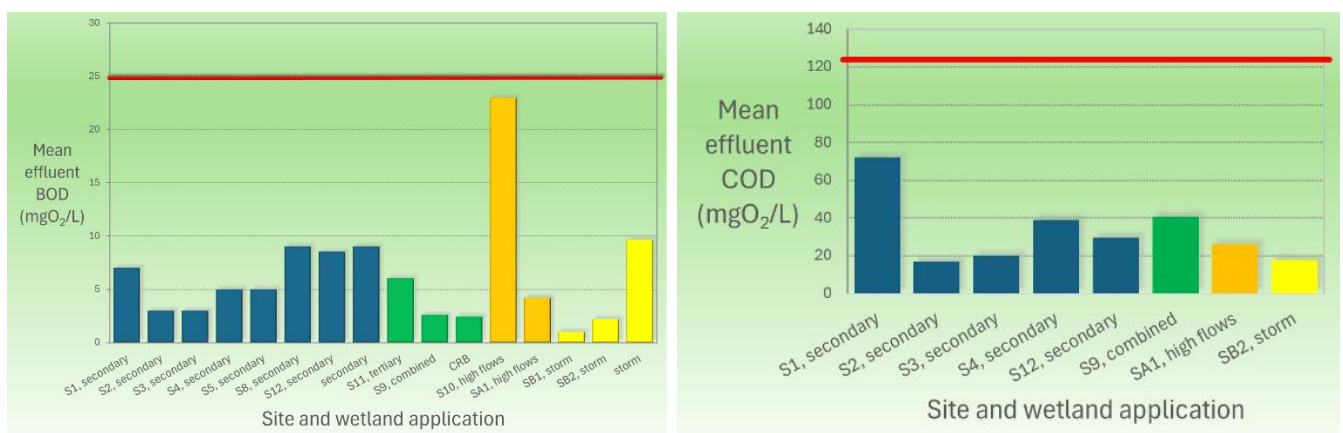 30
25
20
15
10
5
0
Mean
effluent
BOD
(mgO₂/L)
S1, secondary
S2, secondary
S3, secondary
S4, secondary
S5, secondary
S8, secondary
S12, secondary
secondary
S11, tertiary
S9, combined
CRB
S10, high flows
SA1, high flows
SB1, storm
SB2, storm
storm
Site and wetland application
140
120
100
80
60
40
20
0
Mean
effluent
COD
(mgO₂/L)
S1, secondary
S2, secondary
S3, secondary
S4, secondary
S12, secondary
S9, combined
SA1, high flows
SB2, storm
Site and wetland application